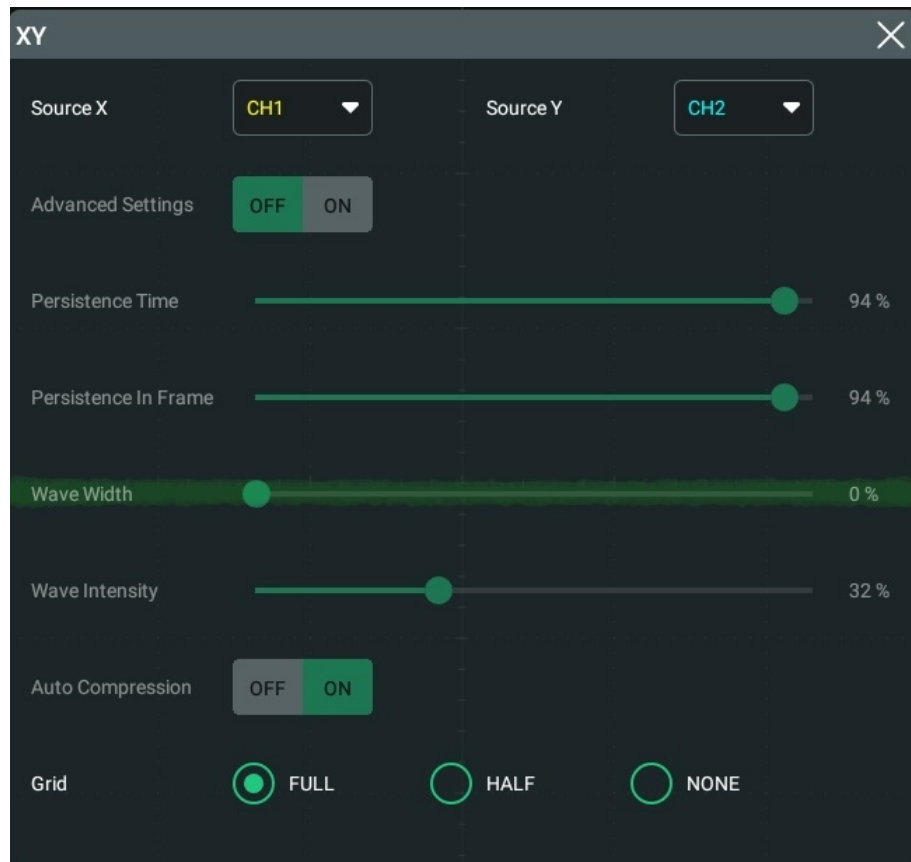 XY
Source X CH1 Source Y CH2
Advanced Settings OFF ON
Persistence Time 94 %
Persistence In Frame 94 %
Wave Width 0 %
Wave Intensity 32 %
Auto Compression OFF ON
Grid FULL HALF NONE